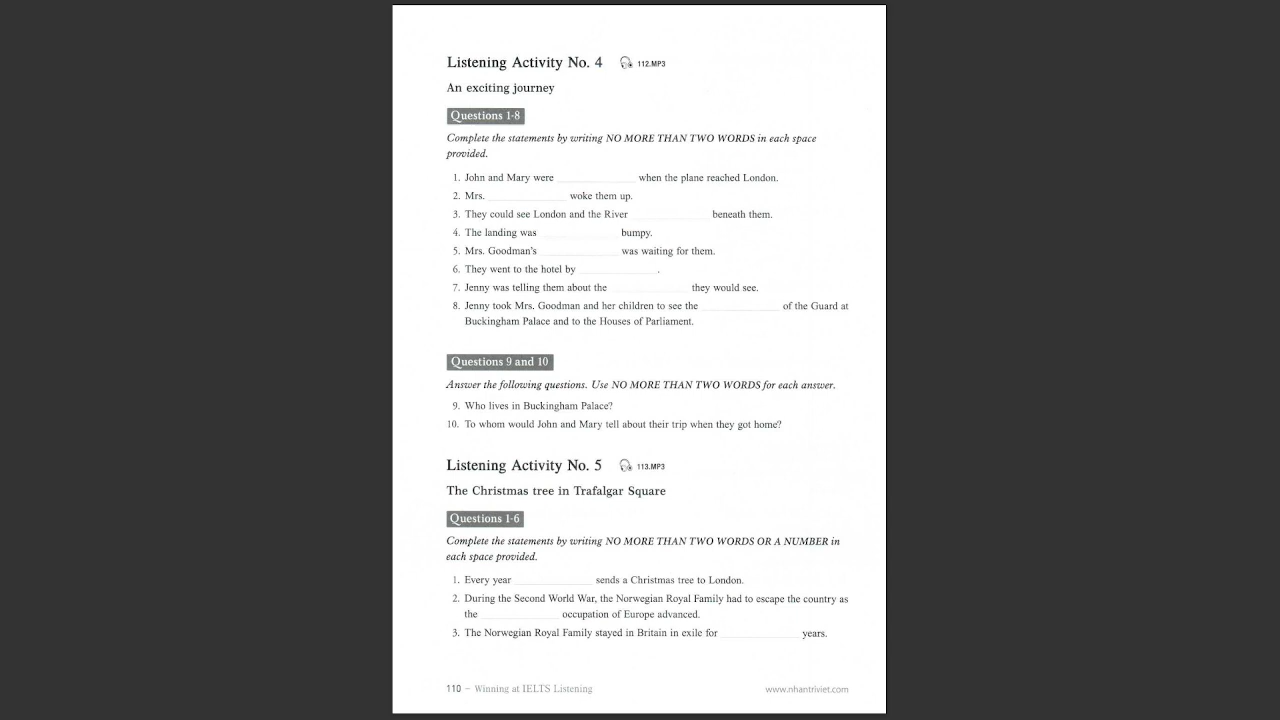 Listening Activity No. 4 112.MP3
An exciting journey
Questions 1-8
Complete the statements by writing NO MORE THAN TWO WORDS in each space
provided.
1. John and Mary were ____________ when the plane reached London.
2. Mrs. ____________ woke them up.
3. They could see London and the River ____________ beneath them.
4. The landing was ____________ bumpy.
5. Mrs. Goodman's ____________ was waiting for them.
6. They went to the hotel by ____________ .
7. Jenny was telling them about the ____________ they would see.
8. Jenny took Mrs. Goodman and her children to see the ____________ of the Guard at
Buckingham Palace and to the Houses of Parliament.
Questions 9 and 10
Answer the following questions. Use NO MORE THAN TWO WORDS for each answer.
9. Who lives in Buckingham Palace?
10. To whom would John and Mary tell about their trip when they got home?
Listening Activity No. 5 113.MP3
The Christmas tree in Trafalgar Square
Questions 1-6
Complete the statements by writing NO MORE THAN TWO WORDS OR A NUMBER in
each space provided.
1. Every year ____________ sends a Christmas tree to London.
2. During the Second World War, the Norwegian Royal Family had to escape the country as
the ____________ occupation of Europe advanced.
3. The Norwegian Royal Family stayed in Britain in exile for ____________ years.
110 – Winning at IELTS Listening www.nhantriviet.com